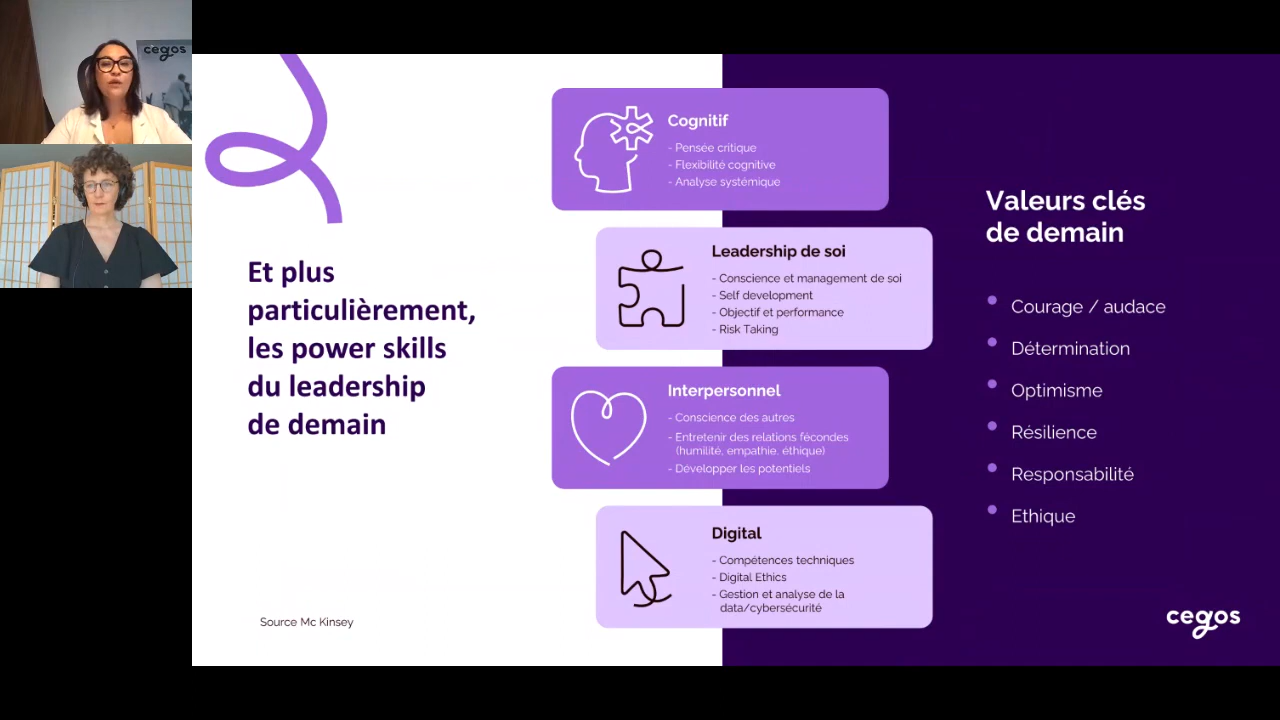 cegos
Et plus
particulièrement,
les power skills
du leadership
de demain
Source Mc Kinsey
Cognitif
- Pensée critique
- Flexibilité cognitive
- Analyse systémique
Leadership de soi
- Conscience et management de soi
- Self development
- Objectif et performance
- Risk Taking
Interpersonnel
- Conscience des autres
- Entretenir des relations fécondes
(humilité, empathie, éthique)
- Développer les potentiels
Digital
- Compétences techniques
- Digital Ethics
- Gestion et analyse de la
data/cybersécurité
Valeurs clés
de demain
• Courage / audace
• Détermination
• Optimisme
• Résilience
• Responsabilité
• Ethique
cegos